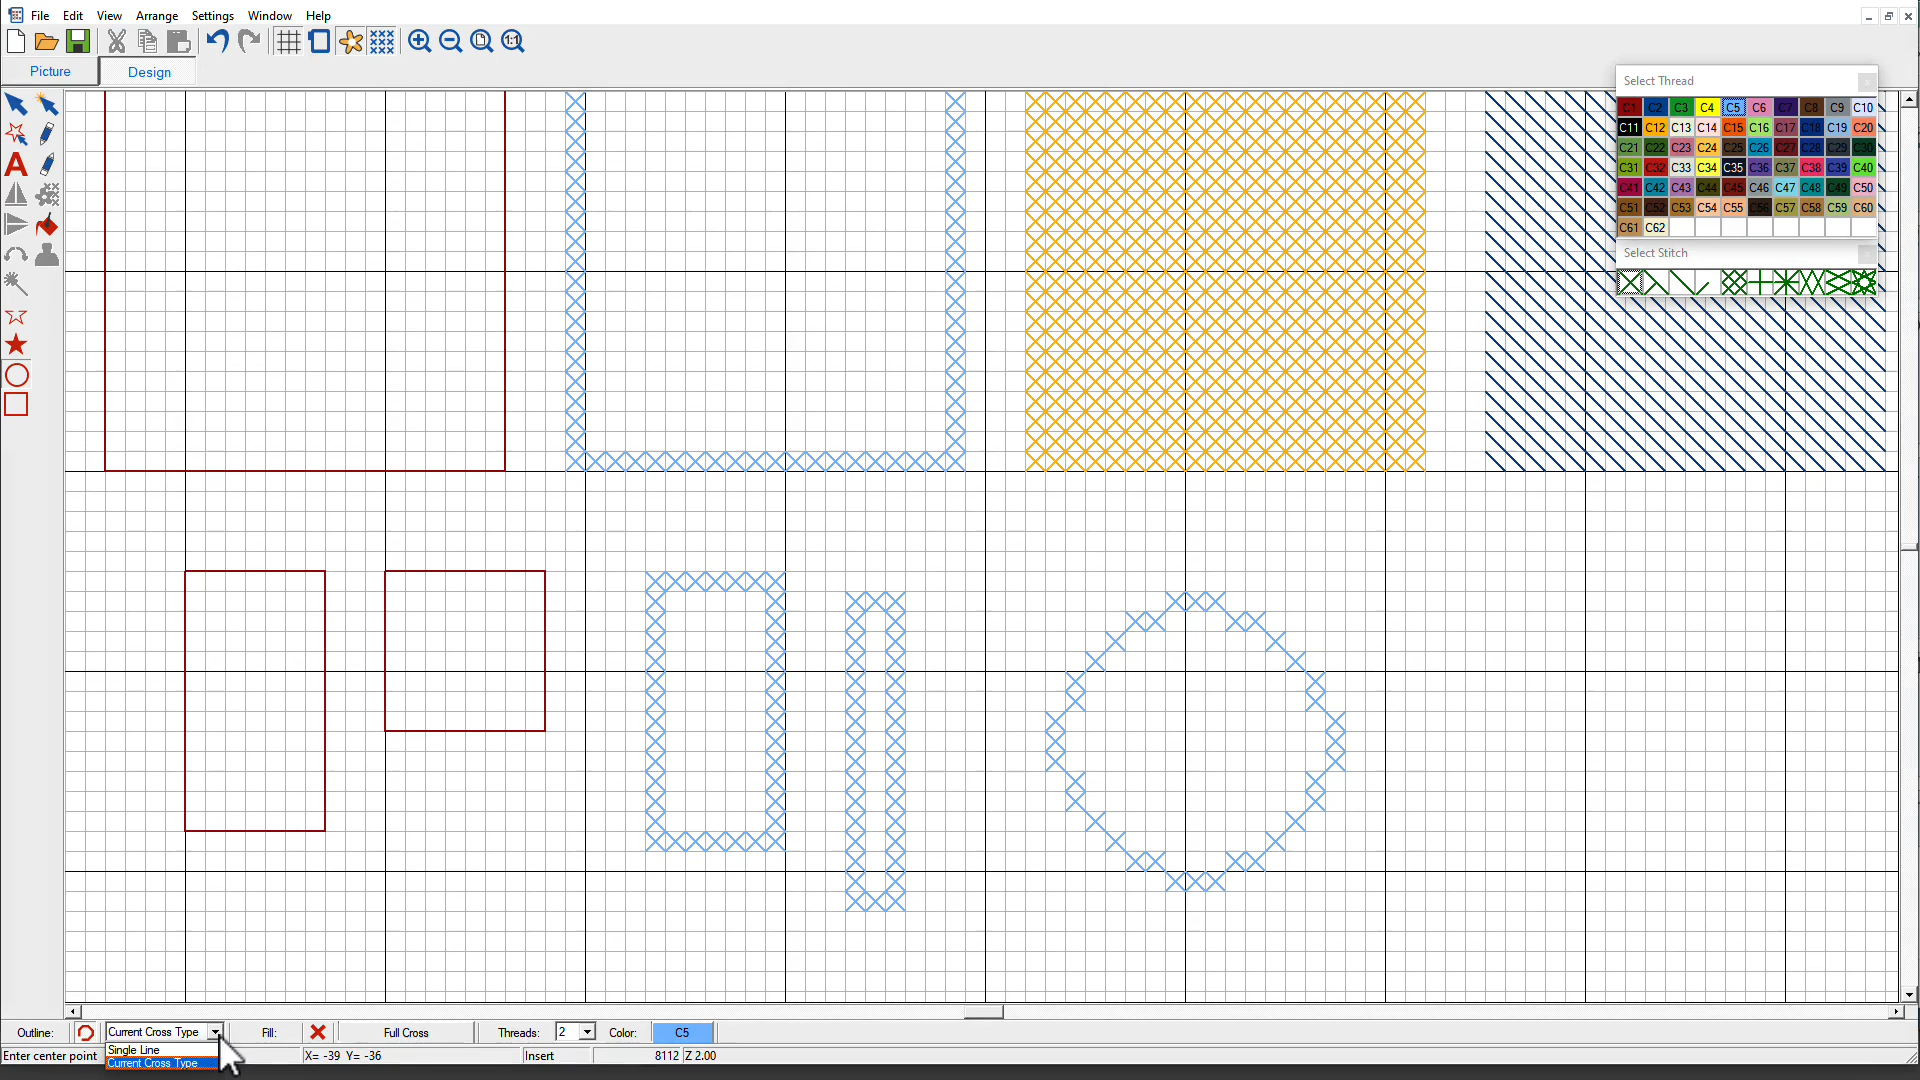 File Edit View Arrange Settings Window Help
1:1
Picture Design
Select Thread
C1 C2 C3 C4 C5 C6 C7 C8 C9 C10
C11 C12 C13 C14 C15 C16 C17 C18 C19 C20
C21 C22 C23 C24 C25 C26 C27 C28 C29 C30
C31 C32 C33 C34 C35 C36 C37 C38 C39 C40
C41 C42 C43 C44 C45 C46 C47 C48 C49 C50
C51 C52 C53 C54 C55 C56 C57 C58 C59 C60
C61 C62
Select Stitch
A
Outline: Current Cross Type Fill: Full Cross Threads: 2 Color: C5
Single Line
Current Cross Type
Enter center point X= -39 Y= -36 Insert 8112 Z 2.00